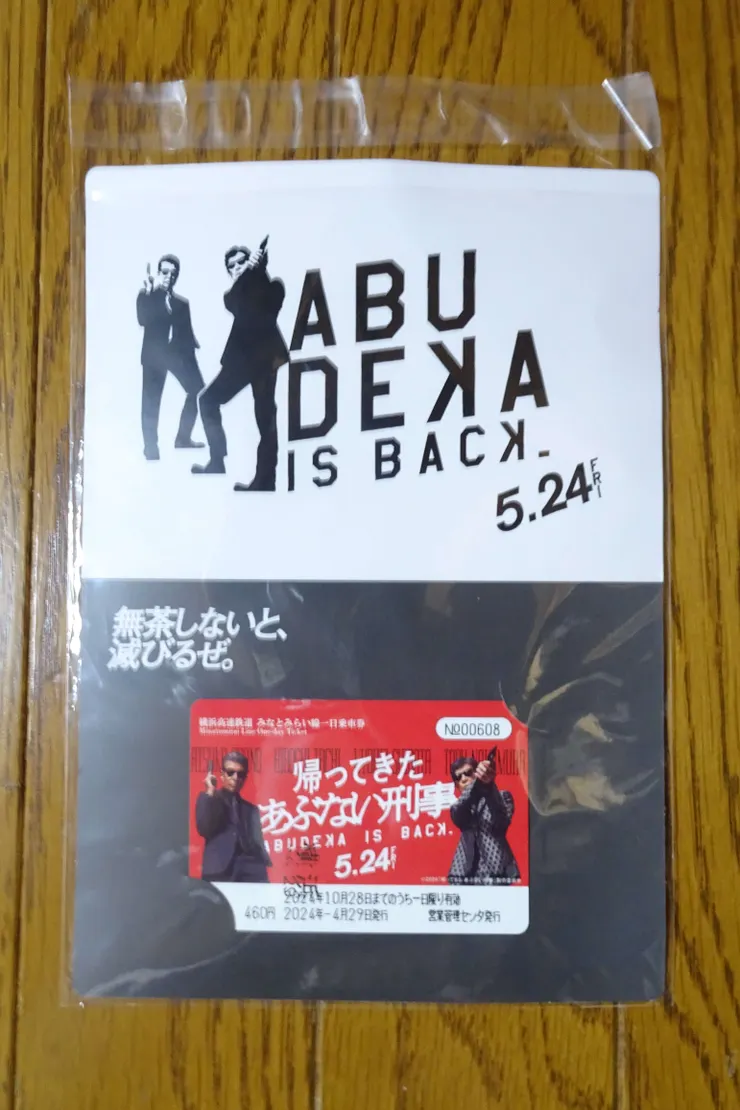 ABU
DEKA
IS BACK.
5.24 FRI
無茶しないと、
滅びるぜ。
横浜高速鉄道 みなとみらい線一日乗車券
Minatomirai Line One-day Ticket
№00608
帰ってきた
あぶない刑事
ABUDEKA IS BACK.
5.24 FRI
2024年10月28日までのうち一日限り有効
460円 2024年-4月29日発行 営業管理センタ発行